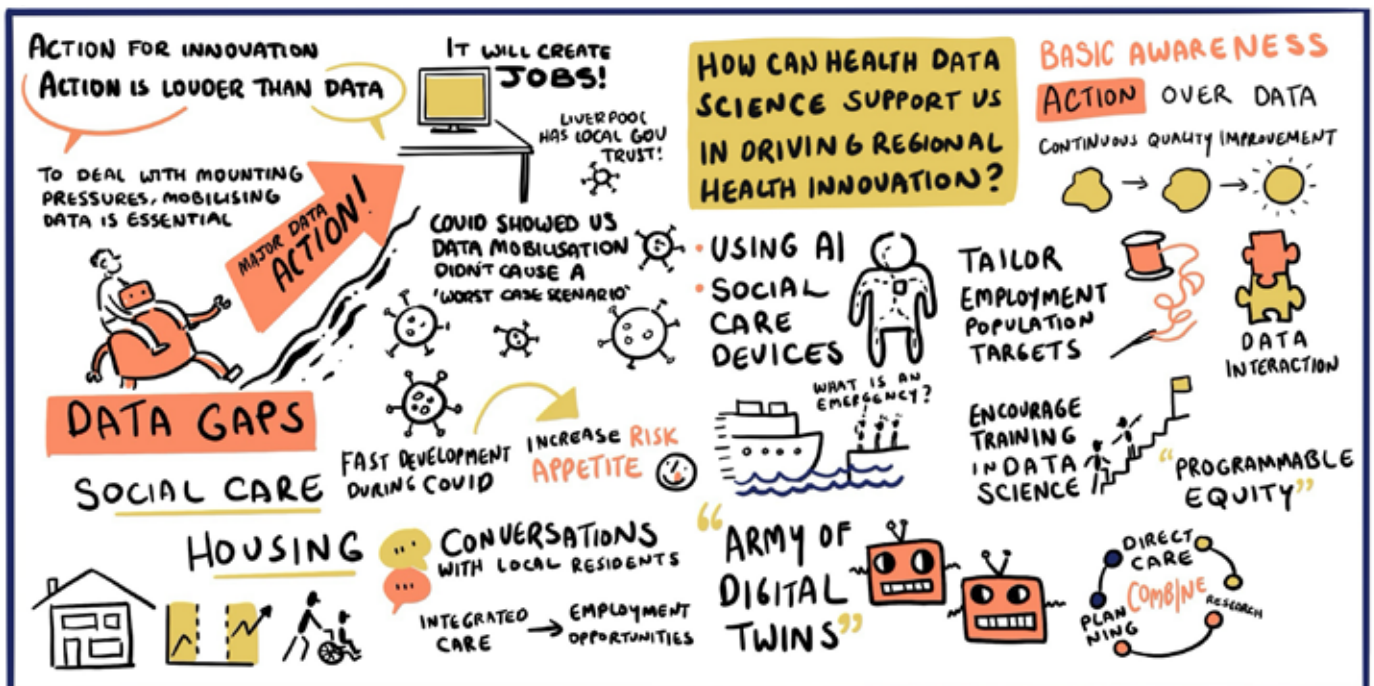 ACTION FOR INNOVATION
ACTION IS LOUDER THAN DATA
TO DEAL WITH MOUNTING
PRESSURES, MOBILISING
DATA IS ESSENTIAL
MAJOR DATA
ACTION!
DATA GAPS
SOCIAL CARE
HOUSING
IT WILL CREATE
JOBS!
LIVERPOOL
HAS LOCAL GOV
TRUST!
COVID SHOWED US
DATA MOBILISATION
DIDN'T CAUSE A
'WORST CASE SCENARIO'
FAST DEVELOPMENT
DURING COVID
INCREASE RISK
APPETITE
CONVERSATIONS
WITH LOCAL RESIDENTS
INTEGRATED
CARE
EMPLOYMENT
OPPORTUNITIES
HOW CAN HEALTH DATA
SCIENCE SUPPORT US
IN DRIVING REGIONAL
HEALTH INNOVATION?
• USING AI
• SOCIAL
CARE
DEVICES
WHAT IS AN
EMERGENCY?
"ARMY OF
DIGITAL
TWINS"
BASIC AWARENESS
ACTION OVER DATA
CONTINUOUS QUALITY IMPROVEMENT
TAILOR
EMPLOYMENT
POPULATION
TARGETS
DATA
INTERACTION
ENCOURAGE
TRAINING
IN DATA
SCIENCE
"PROGRAMMABLE
EQUITY"
DIRECT
CARE
COMBINE
RESEARCH
PLAN
NING